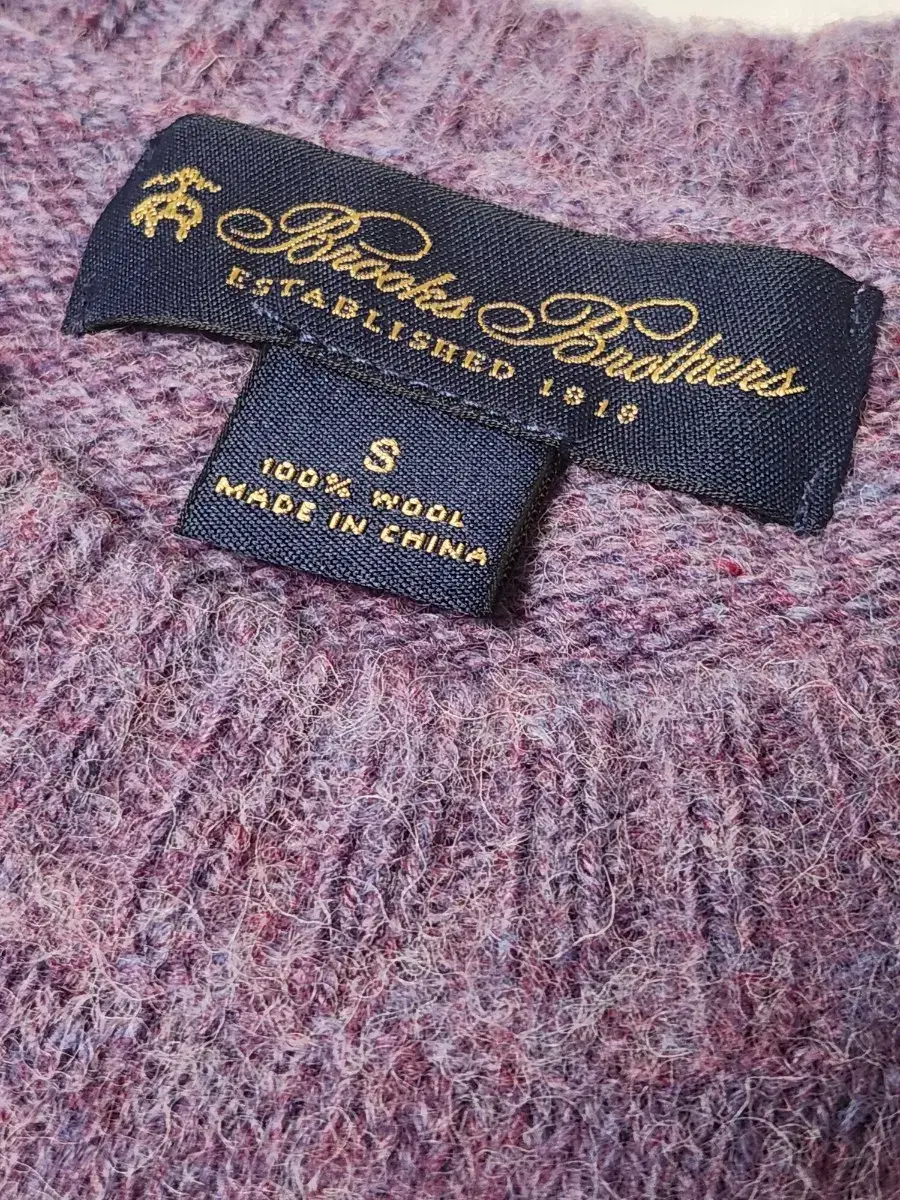 Brooks Brothers
ESTABLISHED 1818
S
100% WOOL
MADE IN CHINA